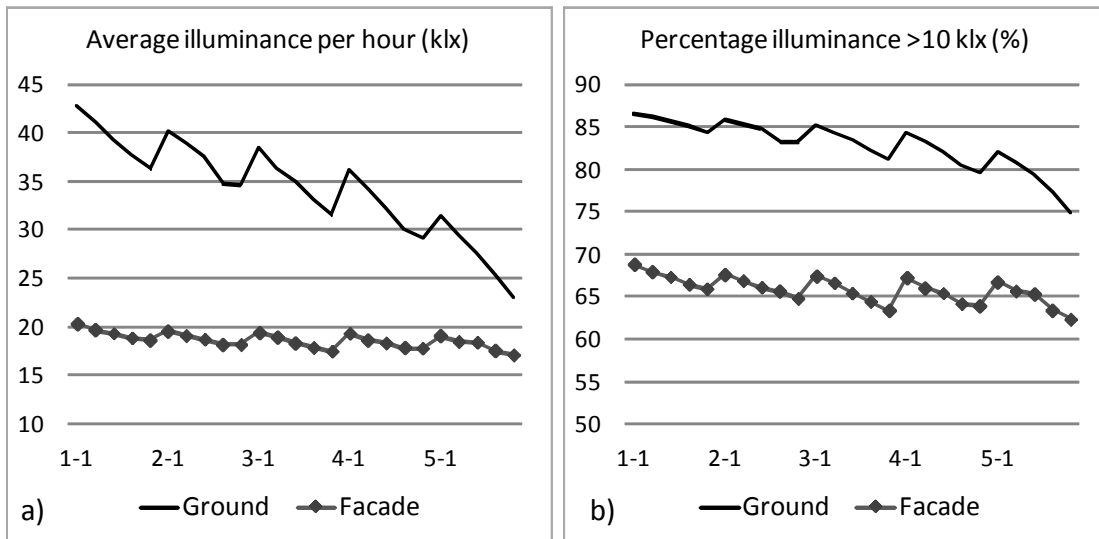 Average illuminance per hour (klx)
45
40
35
30
25
20
15
10
1-1 2-1 3-1 4-1 5-1
Ground Facade
a)
Percentage illuminance >10 klx (%)
90
85
80
75
70
65
60
55
50
1-1 2-1 3-1 4-1 5-1
Ground Facade
b)